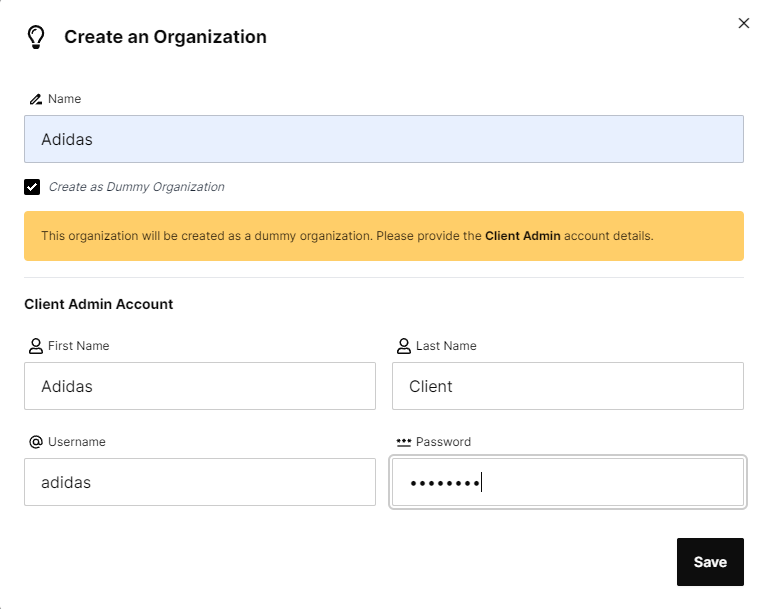 Create an Organization
Name
Adidas
Create as Dummy Organization
This organization will be created as a dummy organization. Please provide the Client Admin account details.
Client Admin Account
First Name
Last Name
Adidas
Client
Username
Password
adidas
••••••••
Save